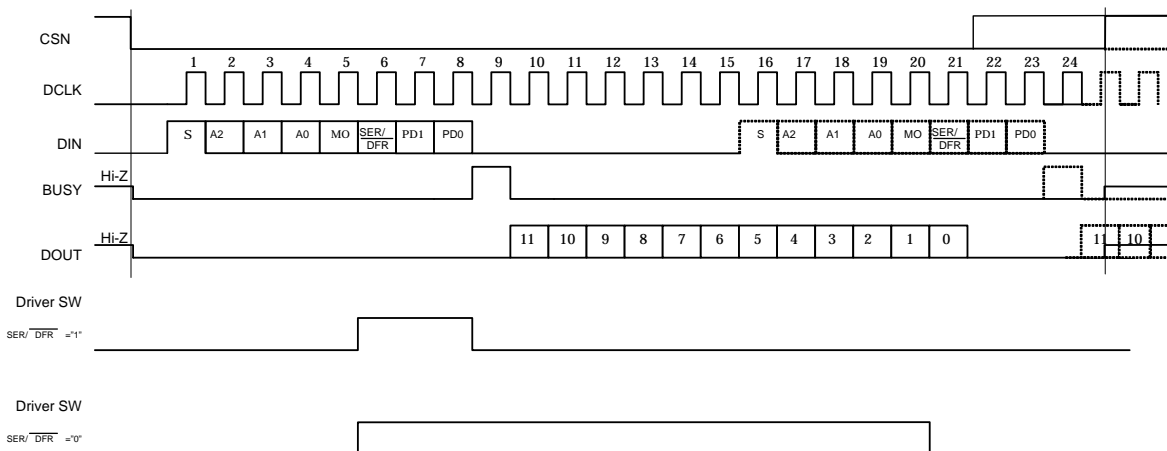 CSN
1 2 3 4 5 6 7 8 9 10 11 12 13 14 15 16 17 18 19 20 21 22 23 24
DCLK
DIN
S A2 A1 A0 MO SER/DFR PD1 PD0 S A2 A1 A0 MO SER/DFR PD1 PD0
Hi-Z
BUSY
Hi-Z
DOUT
11 10 9 8 7 6 5 4 3 2 1 0 11 10
Driver SW
SER/ DFR ="1"
Driver SW
SER/ DFR ="0"